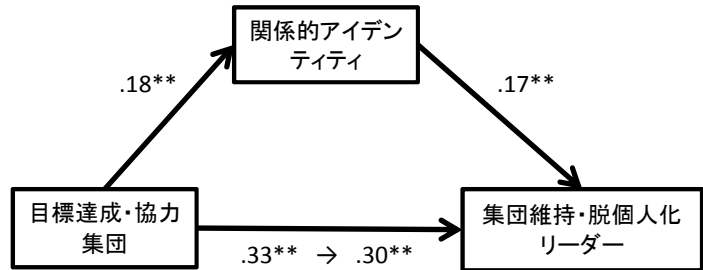 関係的アイデン
ティティ
.18**
.17**
目標達成・協力
集団
集団維持・脱個人化
リーダー
.33** → .30**